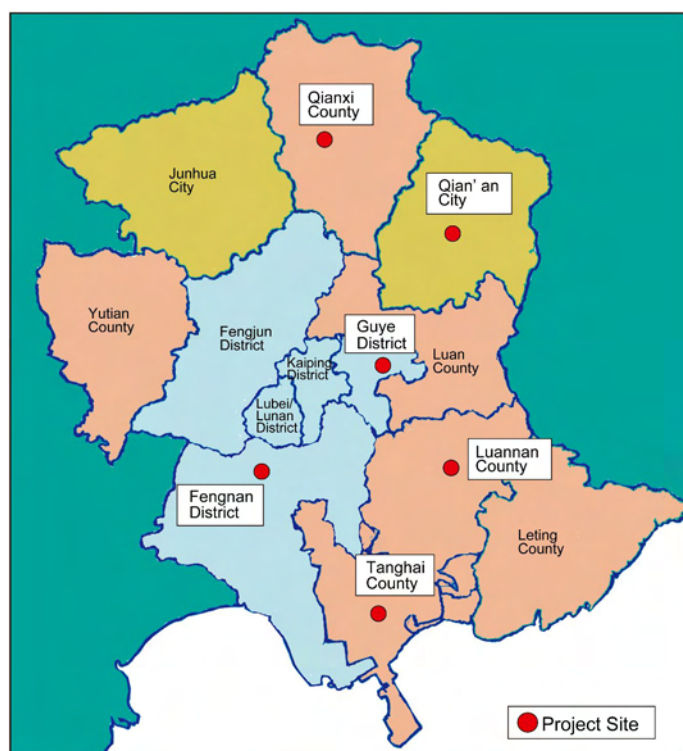 Qianxi
County
Junhua
City
Qian' an
City
Yutian
County
Fengjun
District
Guye
District
Kaiping
District
Luan
County
Lubei/
Lunan
District
Luannan
County
Fengnan
District
Leting
County
Tanghai
County
Project Site